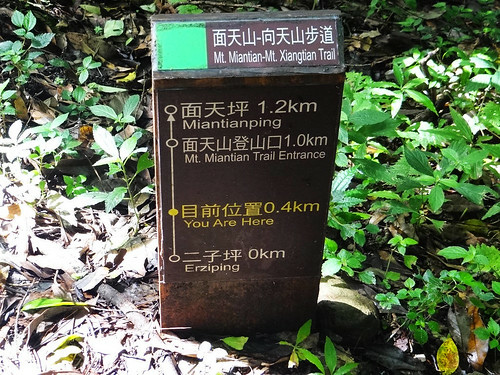 面天山-向天山步道
Mt. Miantian-Mt. Xiangtian Trail
面天坪 1.2km
Miantianping
面天山登山口1.0km
Mt. Miantian Trail Entrance
目前位置0.4km
You Are Here
二子坪 0km
Erziping